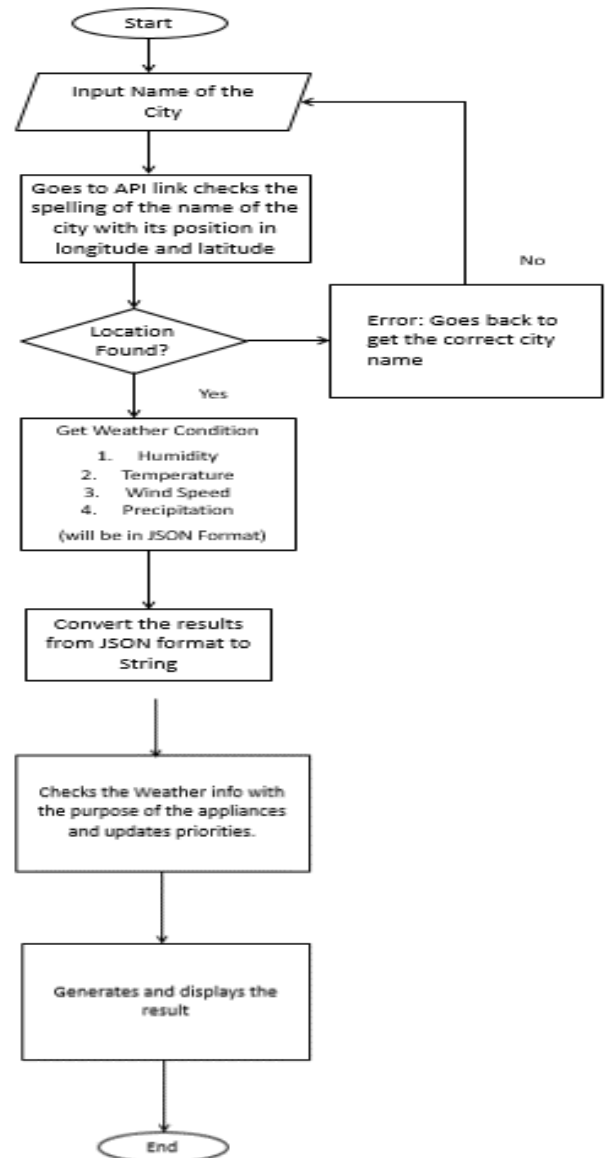 Start
Input Name of the
City
Goes to API link checks the
spelling of the name of the
city with its position in
longitude and latitude
No
Location
Found?
Error: Goes back to
get the correct city
name
Yes
Get Weather Condition
1. Humidity
2. Temperature
3. Wind Speed
4. Precipitation
(will be in JSON Format)
Convert the results
from JSON format to
String
Checks the Weather info with
the purpose of the appliances
and updates priorities.
Generates and displays the
result
End